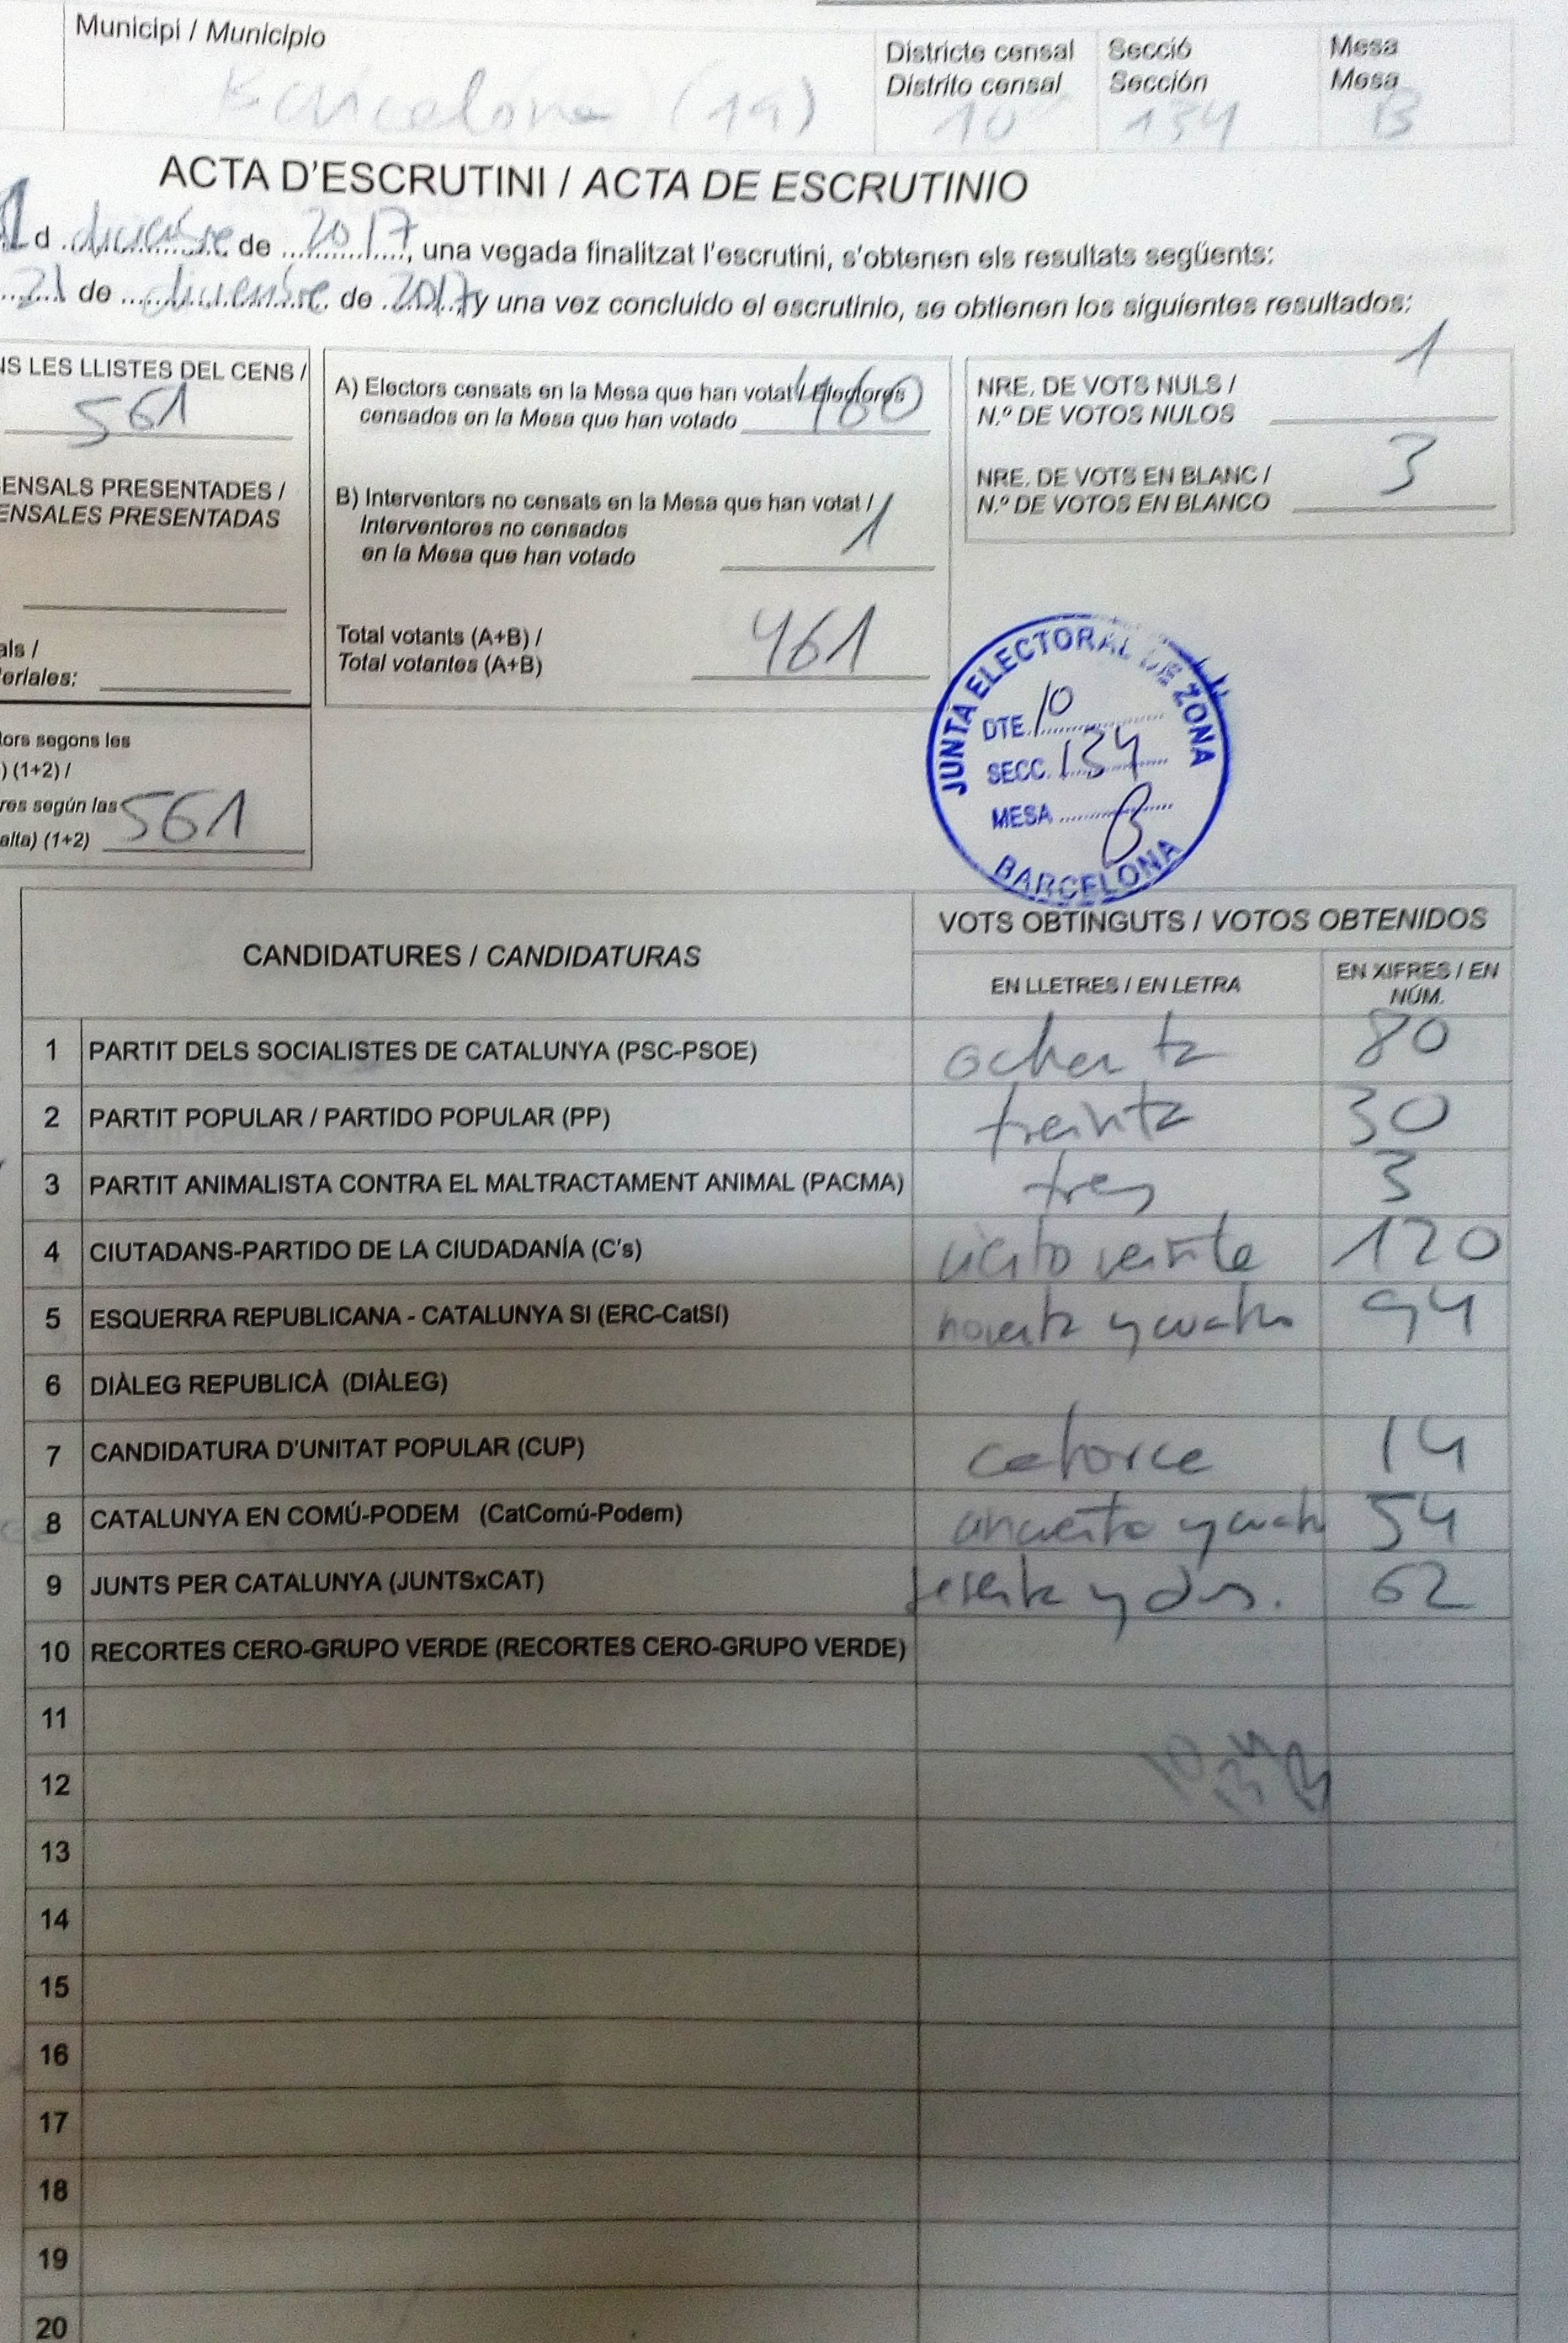 Municipi / Municipio
Barcelona (19)
Districte censal
Distrito censal
10
Secció
Sección
134
Mesa
Mesa
B
ACTA D'ESCRUTINI / ACTA DE ESCRUTINIO
1 d diciembre de 2017, una vegada finalitzat l'escrutini, s'obtenen els resultats següents:
21 de diciembre de 2017 y una vez concluido el escrutinio, se obtienen los siguientes resultados:
NS LES LLISTES DEL CENS /
561
ENSALS PRESENTADES /
ENSALES PRESENTADAS
als /
eriales:
tors segons les
) (1+2) /
res según las
alta) (1+2) 561
A) Electors censats en la Mesa que han votat / Electores
censados en la Mesa que han votado 460
B) Interventors no censats en la Mesa que han votat /
Interventores no censados
en la Mesa que han votado 1
Total votants (A+B) /
Total votantes (A+B) 461
NRE. DE VOTS NULS /
N.º DE VOTOS NULOS 1
NRE. DE VOTS EN BLANC /
N.º DE VOTOS EN BLANCO 3
JUNTA ELECTORAL DE ZONA
DTE. 10
SECC. 134
MESA B
BARCELONA
CANDIDATURES / CANDIDATURAS
VOTS OBTINGUTS / VOTOS OBTENIDOS
EN LLETRES / EN LETRA
EN XIFRES / EN
NÚM.
1 PARTIT DELS SOCIALISTES DE CATALUNYA (PSC-PSOE) ochenta 80
2 PARTIT POPULAR / PARTIDO POPULAR (PP) treinta 30
3 PARTIT ANIMALISTA CONTRA EL MALTRACTAMENT ANIMAL (PACMA) tres 3
4 CIUTADANS-PARTIDO DE LA CIUDADANÍA (C's) ciento veinte 120
5 ESQUERRA REPUBLICANA - CATALUNYA SI (ERC-CatSí) noventa y cuatro 94
6 DIÀLEG REPUBLICÀ (DIÀLEG)
7 CANDIDATURA D'UNITAT POPULAR (CUP) catorce 14
8 CATALUNYA EN COMÚ-PODEM (CatComú-Podem) cincuenta y cuatro 54
9 JUNTS PER CATALUNYA (JUNTSxCAT) sesenta y dos. 62
10 RECORTES CERO-GRUPO VERDE (RECORTES CERO-GRUPO VERDE)
11
12
13
14
15
16
17
18
19
20